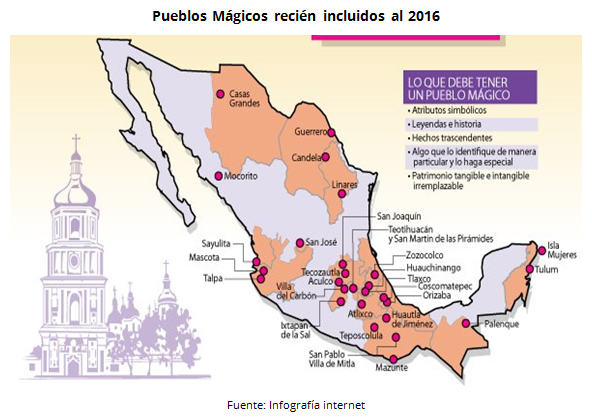 Pueblos Mágicos recién incluidos al 2016
LO QUE DEBE TENER
UN PUEBLO MÁGICO
• Atributos simbólicos
• Leyendas e historia
• Hechos trascendentes
• Algo que lo identifique de manera
particular y lo haga especial
• Patrimonio tangible e intangible
irremplazable
Casas
Grandes
Guerrero
Candela
Mocorito
Linares
San Joaquín
Teotihuacán
y San Martín de las Pirámides
Sayulita
San José
Mascota
Talpa
Tecozautla
Aculco
Villa
del Carbón
Zozocolco
Huauchinango
Tlaxco
Coscomatepec
Orizaba
Isla
Mujeres
Tulum
Atlixco
Huautla
de Jiménez
Palenque
Ixtapan
de la Sal
Teposcolula
San Pablo
Villa de Mitla
Mazunte
Fuente: Infografía internet